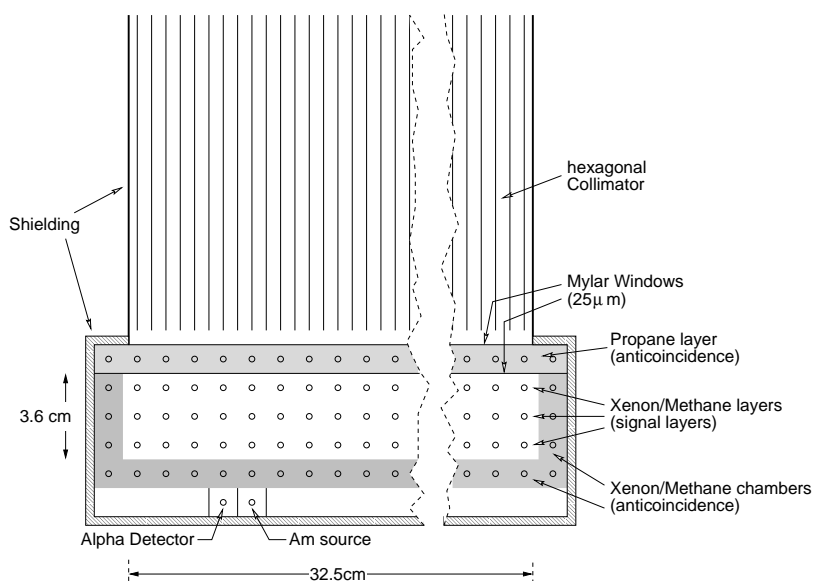 hexagonal
Collimator
Shielding
Mylar Windows
(25μ m)
Propane layer
(anticoincidence)
3.6 cm
Xenon/Methane layers
(signal layers)
Xenon/Methane chambers
(anticoincidence)
Alpha Detector
Am source
32.5cm